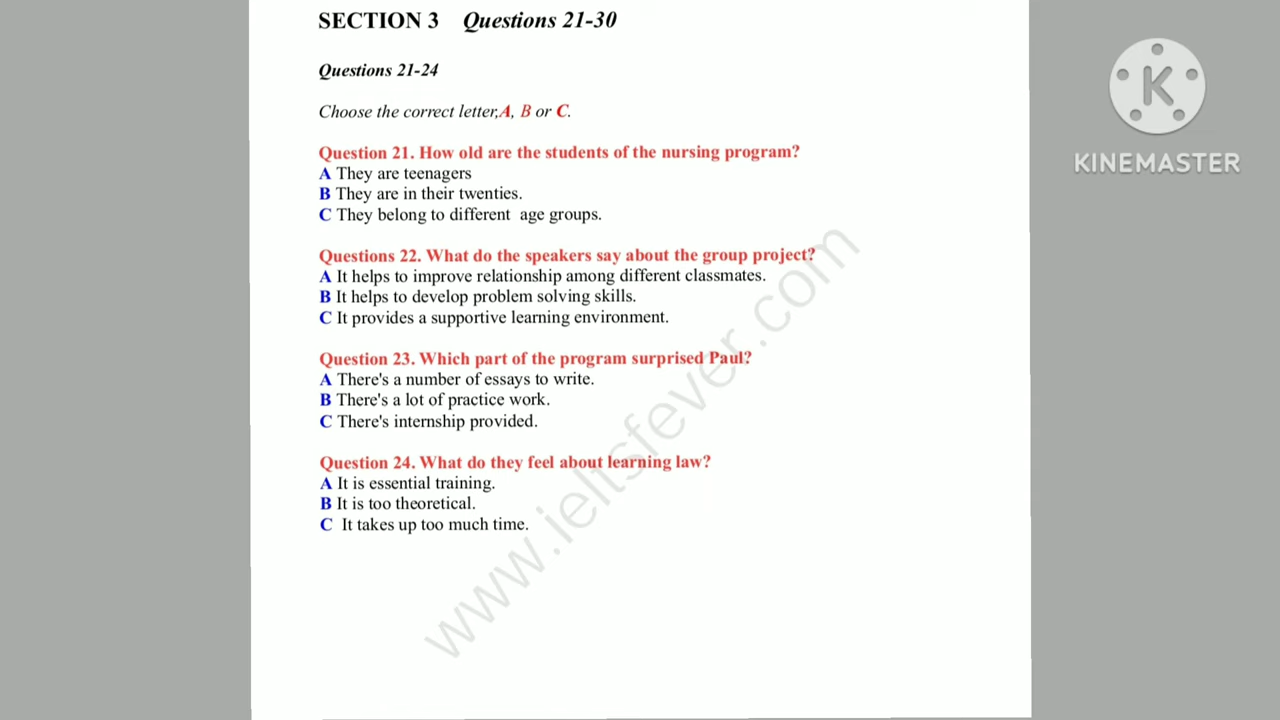 SECTION 3 Questions 21-30
Questions 21-24
Choose the correct letter,A, B or C.
Question 21. How old are the students of the nursing program?
A They are teenagers
B They are in their twenties.
C They belong to different age groups.
Questions 22. What do the speakers say about the group project?
A It helps to improve relationship among different classmates.
B It helps to develop problem solving skills.
C It provides a supportive learning environment.
Question 23. Which part of the program surprised Paul?
A There's a number of essays to write.
B There's a lot of practice work.
C There's internship provided.
Question 24. What do they feel about learning law?
A It is essential training.
B It is too theoretical.
C It takes up too much time.
www.ieltsfever.com
K
KINEMASTER